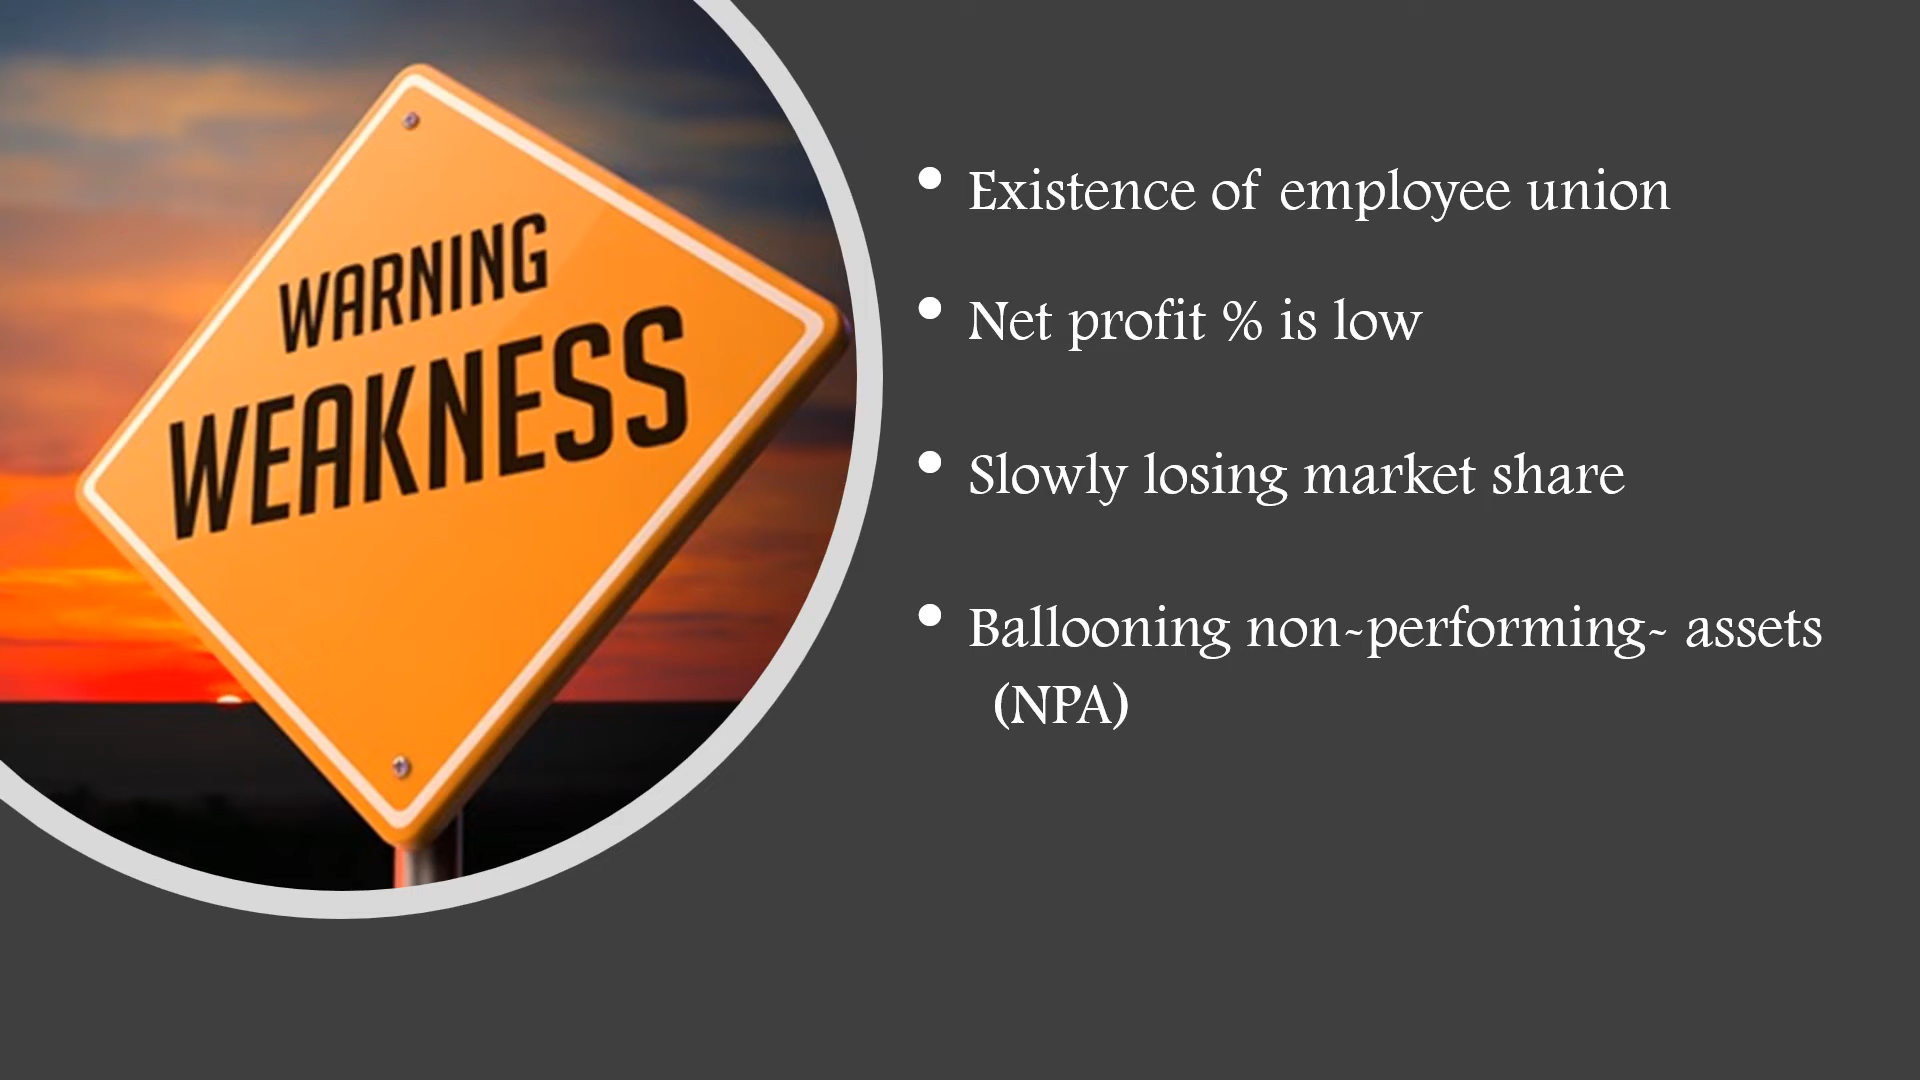 WARNING
WEAKNESS
• Existence of employee union
• Net profit % is low
• Slowly losing market share
• Ballooning non-performing- assets
(NPA)